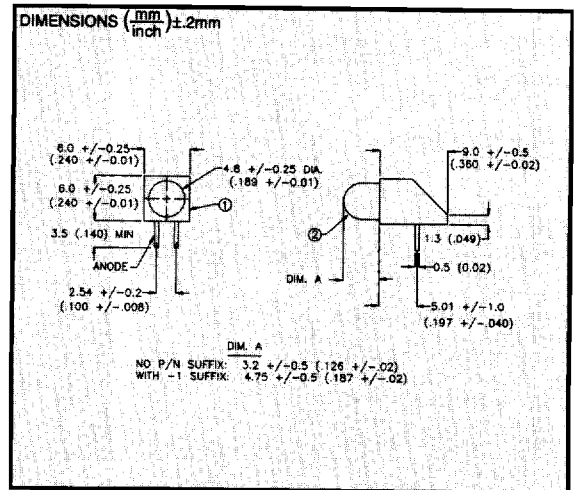 DIMENSIONS (mm/inch)±.2mm
6.0 +/-0.25
(.240 +/-0.01)
4.8 +/-0.25 DIA.
(.189 +/-0.01)
9.0 +/-0.5
(.360 +/-0.02)
6.0 +/-0.25
(.240 +/-0.01)
①
②
3.5 (.140) MIN
1.3 (.049)
ANODE
0.5 (0.02)
DIM. A
2.54 +/-0.2
(.100 +/-.008)
5.01 +/-1.0
(.197 +/-.040)
DIM. A
NO P/N SUFFIX: 3.2 +/-0.5 (.126 +/-.02)
WITH -1 SUFFIX: 4.75 +/-0.5 (.187 +/-.02)